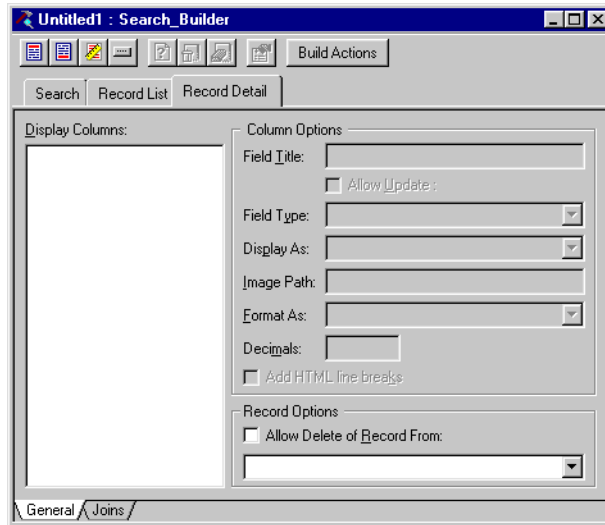 Untitled1 : Search_Builder
Build Actions
Search Record List Record Detail
Display Columns:
Column Options
Field Title:
Allow Update :
Field Type:
Display As:
Image Path:
Format As:
Decimals:
Add HTML line breaks
Record Options
Allow Delete of Record From:
General Joins